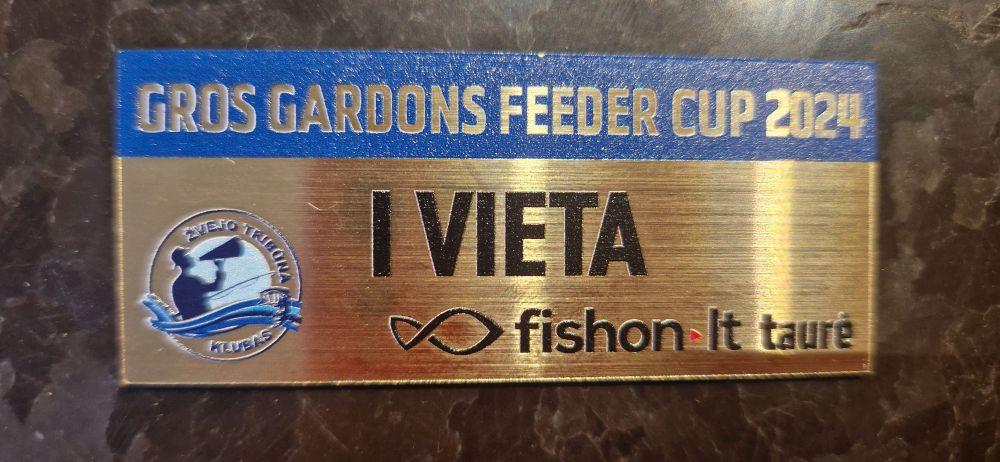 GROS GARDONS FEEDER CUP 2024
I VIETA
ŽVEJO TRIBŪNA
KLUBAS
fishon.lt taurė